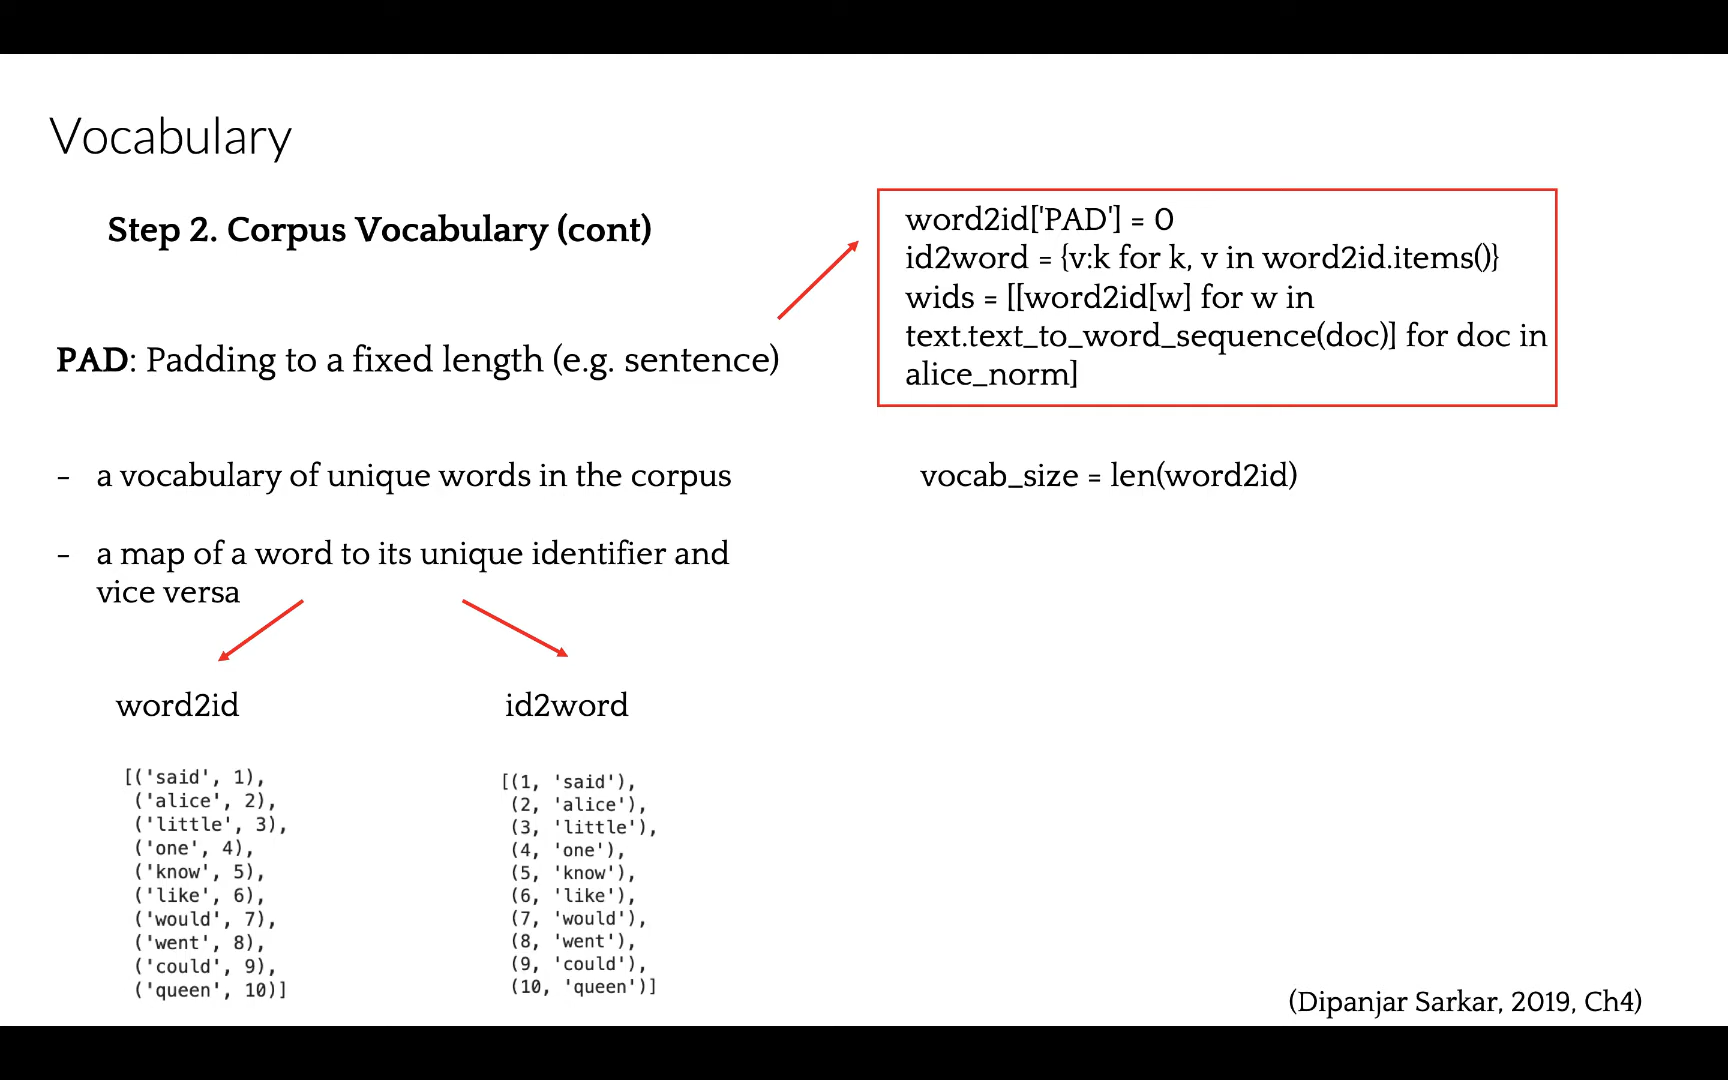 Vocabulary
Step 2. Corpus Vocabulary (cont)
word2id['PAD'] = 0
id2word = {v:k for k, v in word2id.items()}
wids = [[word2id[w] for w in
text.text_to_word_sequence(doc)] for doc in
alice_norm]
PAD: Padding to a fixed length (e.g. sentence)
- a vocabulary of unique words in the corpus
vocab_size = len(word2id)
- a map of a word to its unique identifier and
vice versa
word2id
[('said', 1),
('alice', 2),
('little', 3),
('one', 4),
('know', 5),
('like', 6),
('would', 7),
('went', 8),
('could', 9),
('queen', 10)]
id2word
[(1, 'said'),
(2, 'alice'),
(3, 'little'),
(4, 'one'),
(5, 'know'),
(6, 'like'),
(7, 'would'),
(8, 'went'),
(9, 'could'),
(10, 'queen')]
(Dipanjar Sarkar, 2019, Ch4)